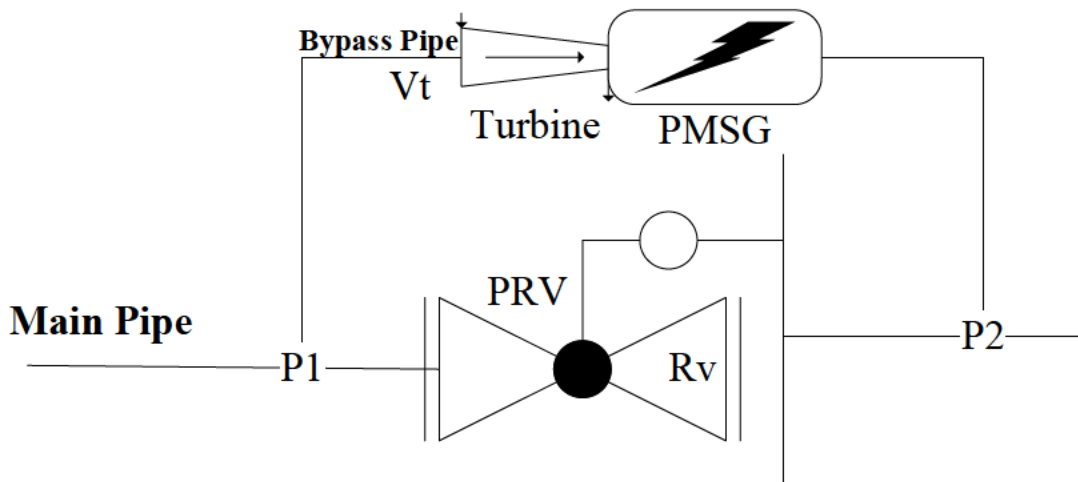 Bypass Pipe
Vt
Turbine
PMSG
PRV
Main Pipe
P1
Rv
P2